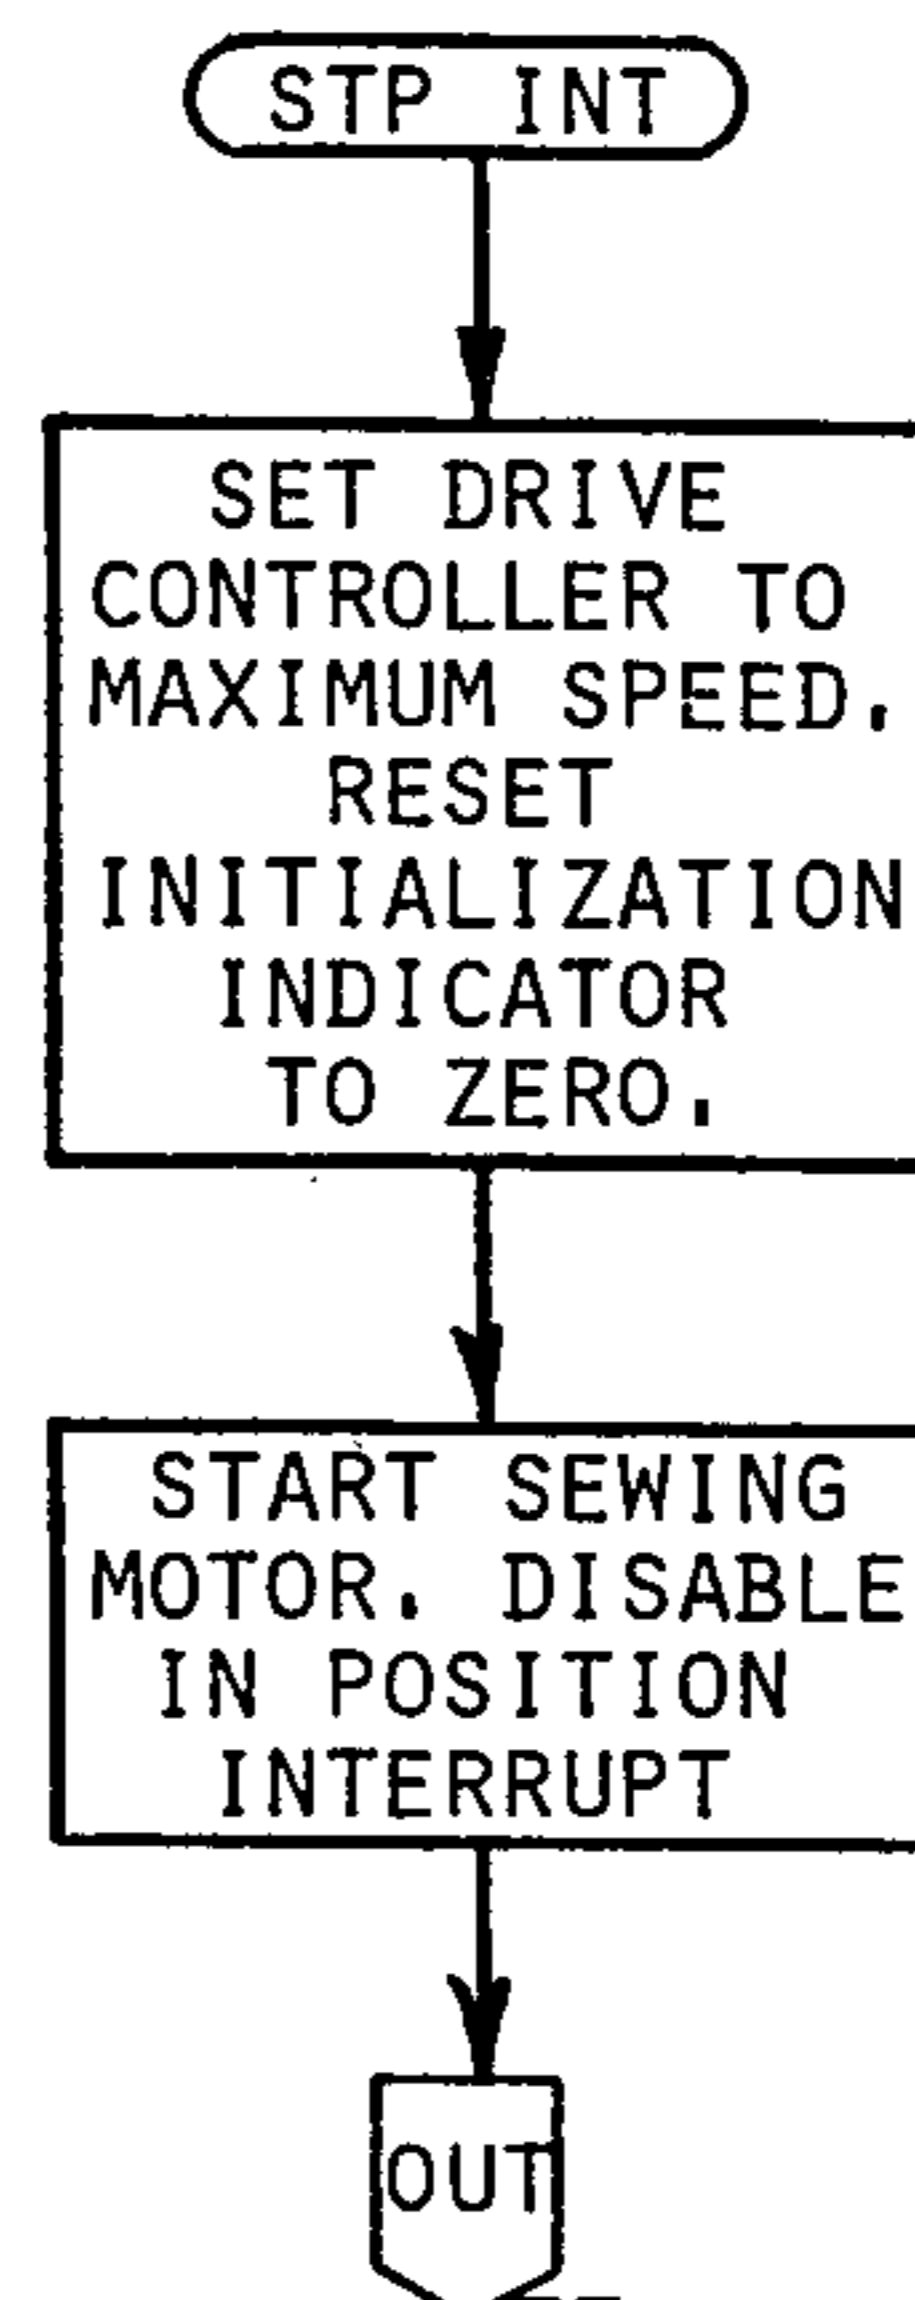 STP INT
SET DRIVE
CONTROLLER TO
MAXIMUM SPEED.
RESET
INITIALIZATION
INDICATOR
TO ZERO.
START SEWING
MOTOR. DISABLE
IN POSITION
INTERRUPT
OUT